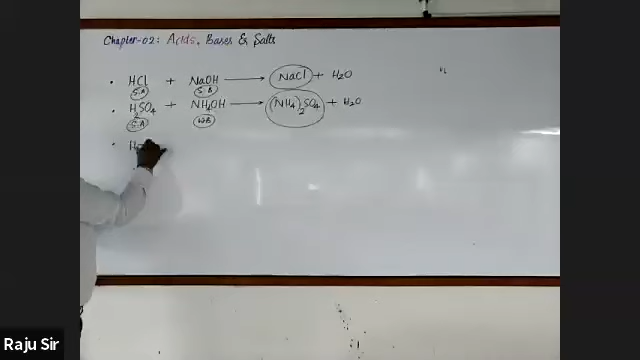 Chapter-02: Acids, Bases & Salts
• HCl + NaOH ⟶ NaCl + H2O
S.A S.B
• H2SO4 + NH4OH ⟶ (NH4)2SO4 + H2O
S.A W.B
• H
Raju Sir